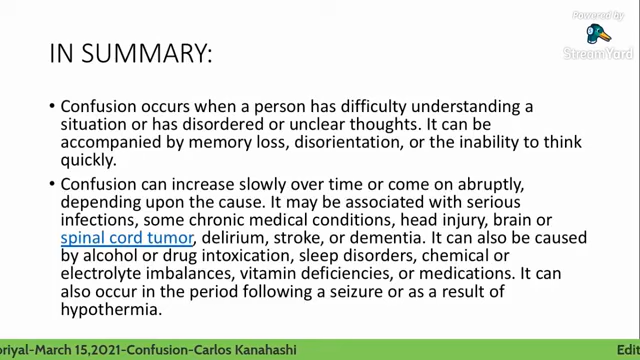 Powered by
StreamYard
IN SUMMARY:
• Confusion occurs when a person has difficulty understanding a
situation or has disordered or unclear thoughts. It can be
accompanied by memory loss, disorientation, or the inability to think
quickly.
• Confusion can increase slowly over time or come on abruptly,
depending upon the cause. It may be associated with serious
infections, some chronic medical conditions, head injury, brain or
spinal cord tumor, delirium, stroke, or dementia. It can also be caused
by alcohol or drug intoxication, sleep disorders, chemical or
electrolyte imbalances, vitamin deficiencies, or medications. It can
also occur in the period following a seizure or as a result of
hypothermia.
oriyal-March 15,2021-Confusion-Carlos Kanahashi Edit